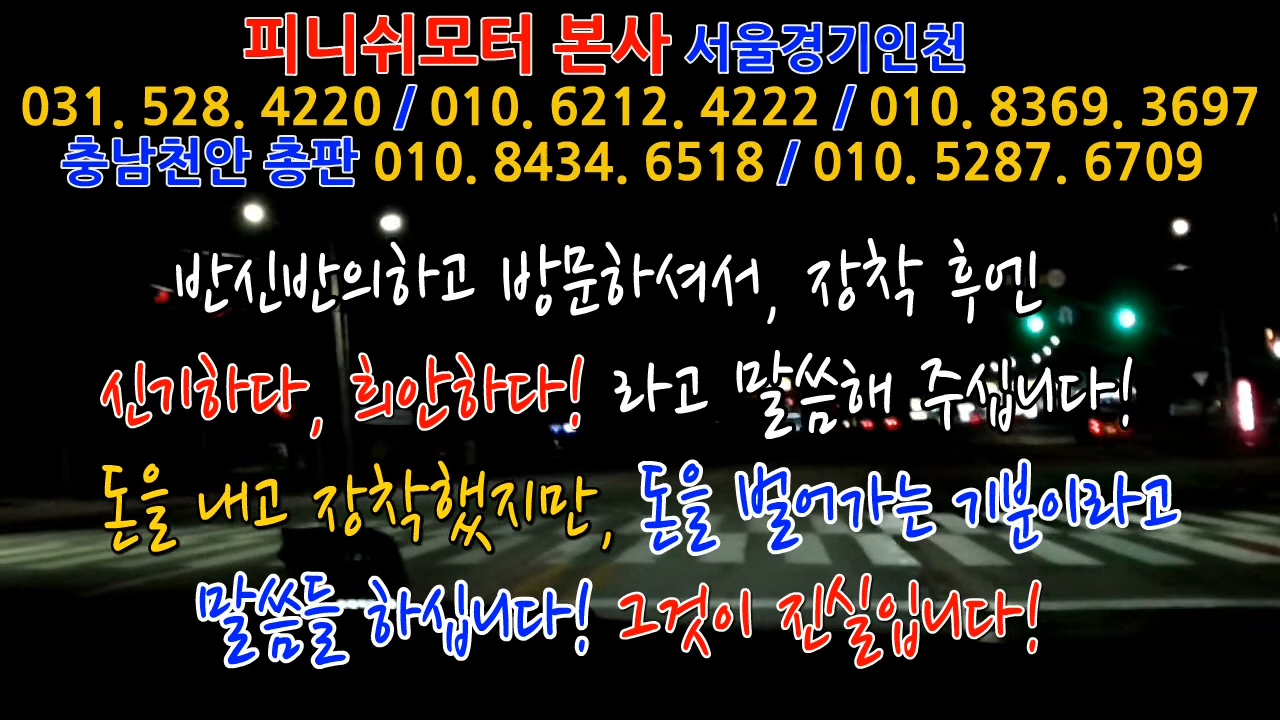 피니쉬모터 본사 서울경기인천
031. 528. 4220 / 010. 6212. 4222 / 010. 8369. 3697
충남천안 총판 010. 8434. 6518 / 010. 5287. 6709
반신반의하고 방문하셔서, 장착 후엔
신기하다, 희안하다! 라고 말씀해 주십니다!
돈을 내고 장착했지만, 돈을 벌어가는 기분이라고
말씀들 하십니다! 그것이 진실입니다!